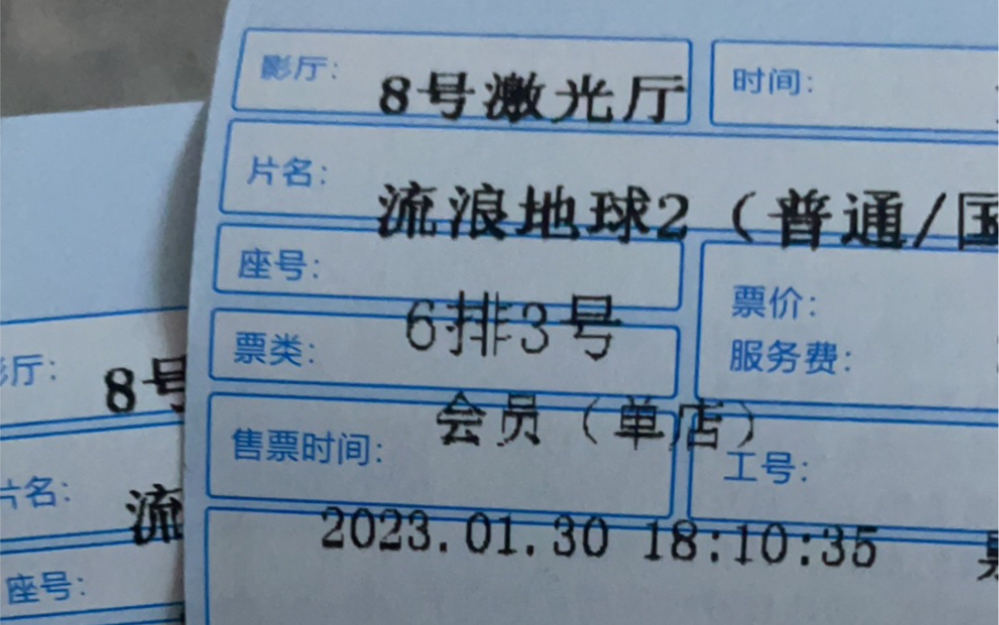 影厅: 8号激光厅 时间:
片名: 流浪地球2（普通/国
座号: 6排3号 票价:
服务费:
票类: 会员（单店）
售票时间: 2023.01.30 18:10:35 工号:
影厅: 8号
片名: 流
座号: